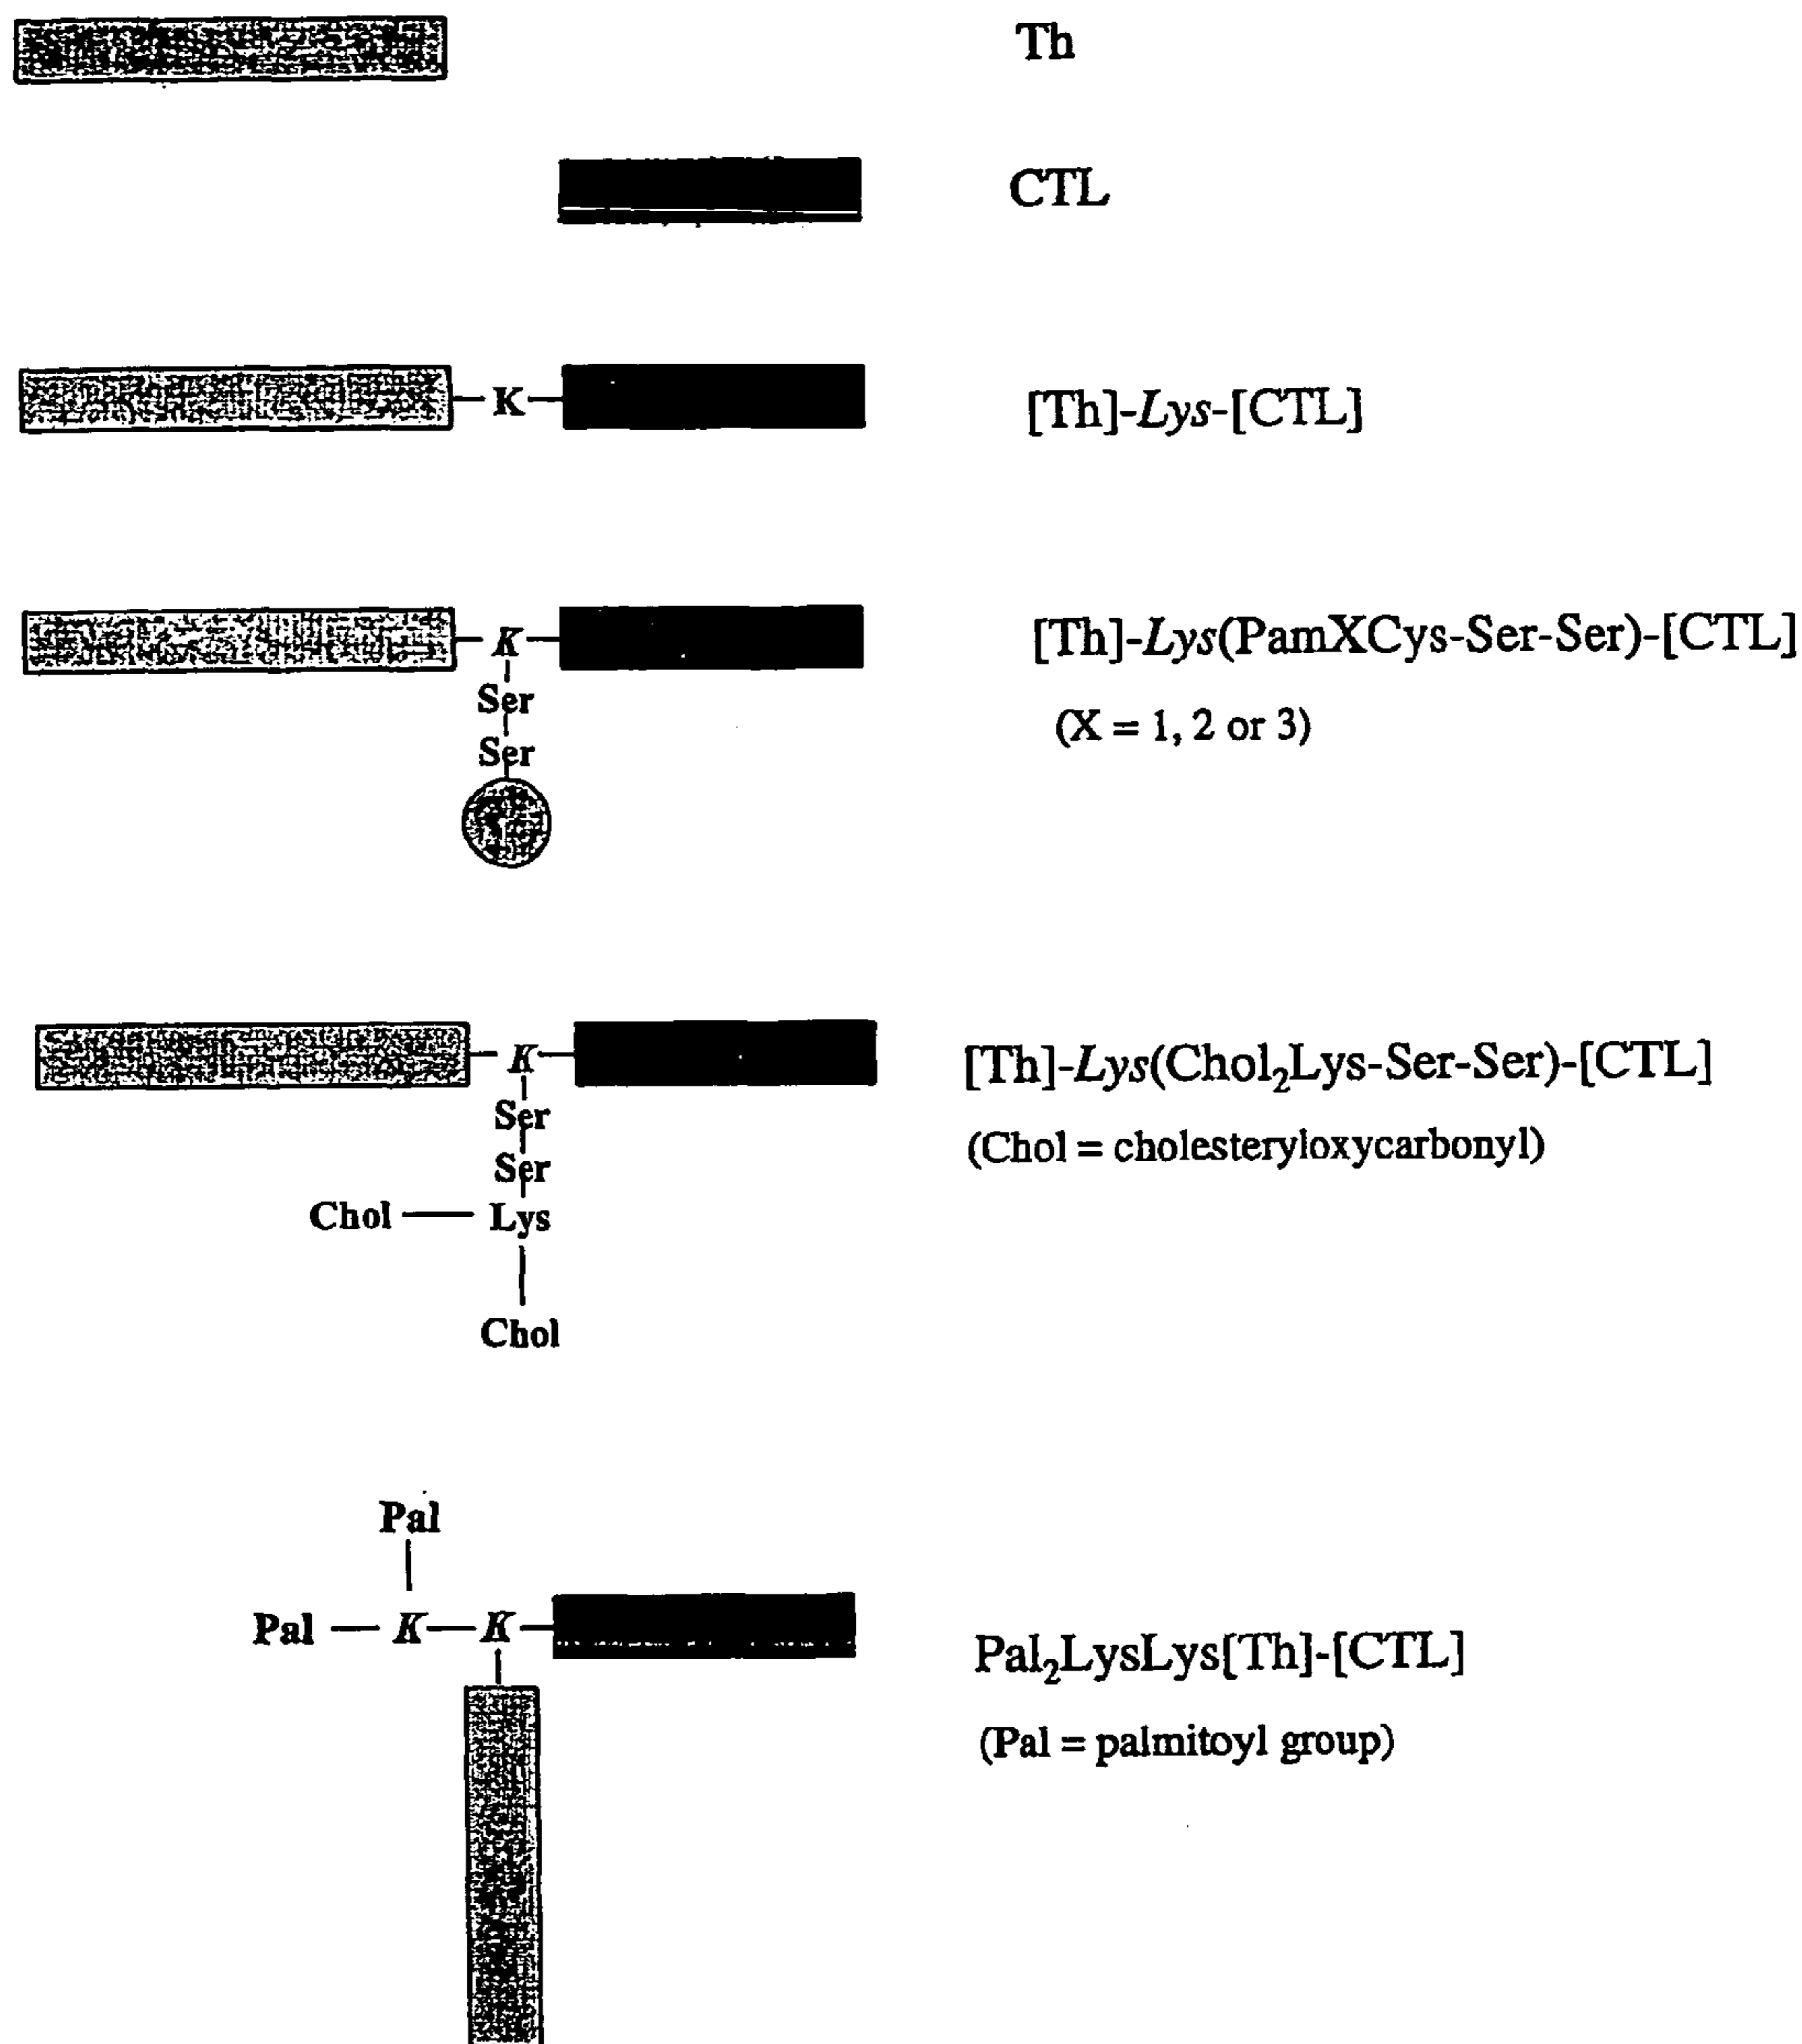 Th
CTL
K
[Th]-Lys-[CTL]
K
Ser
Ser
[Th]-Lys(PamXCys-Ser-Ser)-[CTL]
(X = 1, 2 or 3)
K
Ser
Ser
Chol Lys
Chol
[Th]-Lys(Chol₂Lys-Ser-Ser)-[CTL]
(Chol = cholesteryloxycarbonyl)
Pal
Pal K K
Pal₂LysLys[Th]-[CTL]
(Pal = palmitoyl group)